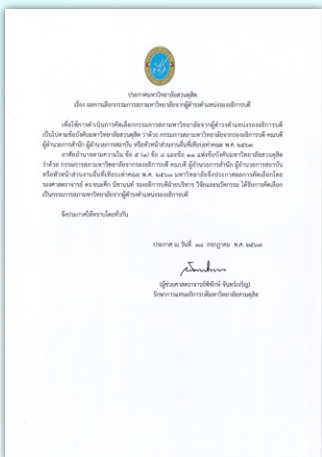 ประกาศมหาวิทยาลัยสวนดุสิต
เรื่อง ผลการเลือกกรรมการสภามหาวิทยาลัยจากผู้ดำรงตำแหน่งรองอธิการบดี
เพื่อให้การดำเนินการคัดเลือกกรรมการสภามหาวิทยาลัยจากผู้ดำรงตำแหน่งรองอธิการบดี
เป็นไปตามข้อบังคับมหาวิทยาลัยสวนดุสิต ว่าด้วย กรรมการสภามหาวิทยาลัยจากรองอธิการบดี คณบดี
ผู้อำนวยการสำนัก ผู้อำนวยการสถาบัน หรือหัวหน้าส่วนงานอื่นที่เทียบเท่าคณะ พ.ศ. ๒๕๖๓
อาศัยอำนาจตามความใน ข้อ ๕ (๑) ข้อ ๘ และข้อ ๑๑ แห่งข้อบังคับมหาวิทยาลัยสวนดุสิต
ว่าด้วย กรรมการสภามหาวิทยาลัยจากรองอธิการบดี คณบดี ผู้อำนวยการสำนัก ผู้อำนวยการสถาบัน
หรือหัวหน้าส่วนงานอื่นที่เทียบเท่าคณะ พ.ศ. ๒๕๖๓ มหาวิทยาลัยจึงประกาศผลการคัดเลือกโดย
รองศาสตราจารย์ ดร.ชนะศึก นิชานนท์ รองอธิการบดีฝ่ายบริหาร วิจัยและนวัตกรรม ได้รับการคัดเลือก
เป็นกรรมการสภามหาวิทยาลัยจากผู้ดำรงตำแหน่งรองอธิการบดี
จึงประกาศให้ทราบโดยทั่วกัน
ประกาศ ณ วันที่ ๑๘ กรกฎาคม พ.ศ. ๒๕๖๗
(ผู้ช่วยศาสตราจารย์พิทักษ์ จันทร์เจริญ)
รักษาการแทนอธิการบดีมหาวิทยาลัยสวนดุสิต